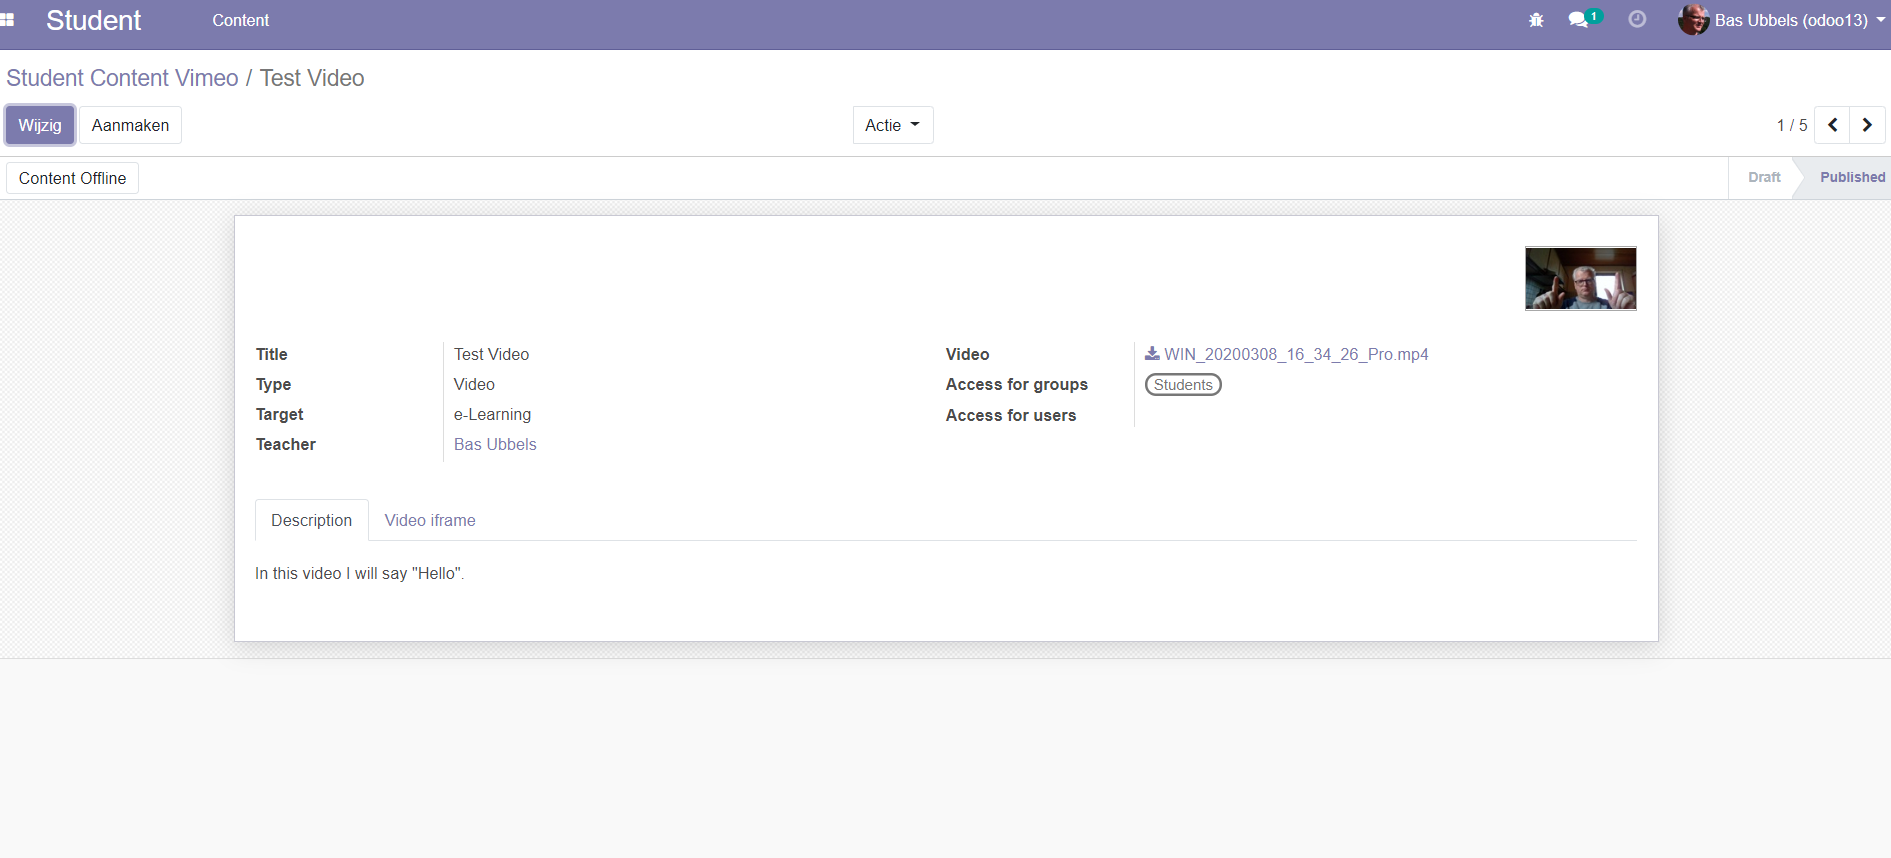 Student Content 1 Bas Ubbels (odoo13)
Student Content Vimeo / Test Video
Wijzig Aanmaken Actie 1 / 5
Content Offline Draft Published
Title Test Video
Type Video
Target e-Learning
Teacher Bas Ubbels
Video WIN_20200308_16_34_26_Pro.mp4
Access for groups Students
Access for users
Description Video iframe
In this video I will say "Hello".